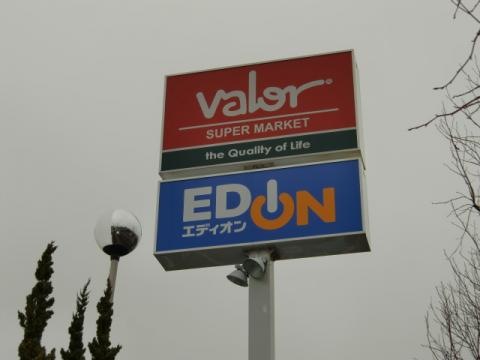 valor®
SUPER MARKET
the Quality of Life
EDION
エディオン